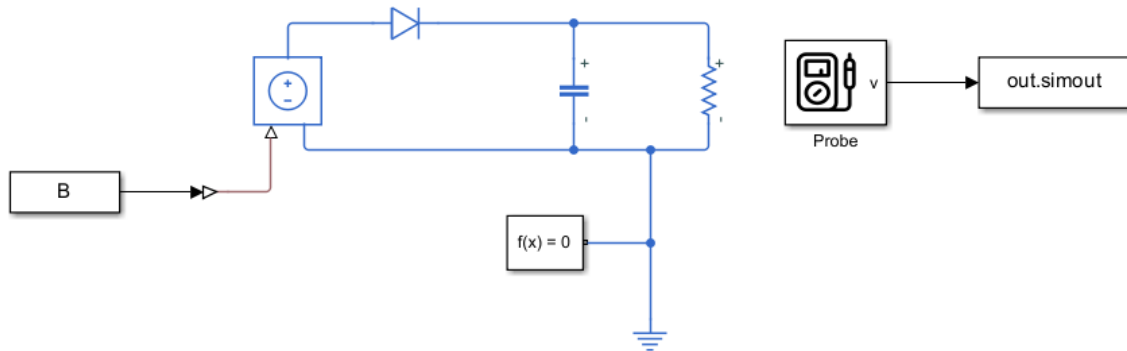 +
−
+
-
+
-
v
out.simout
Probe
B
f(x) = 0